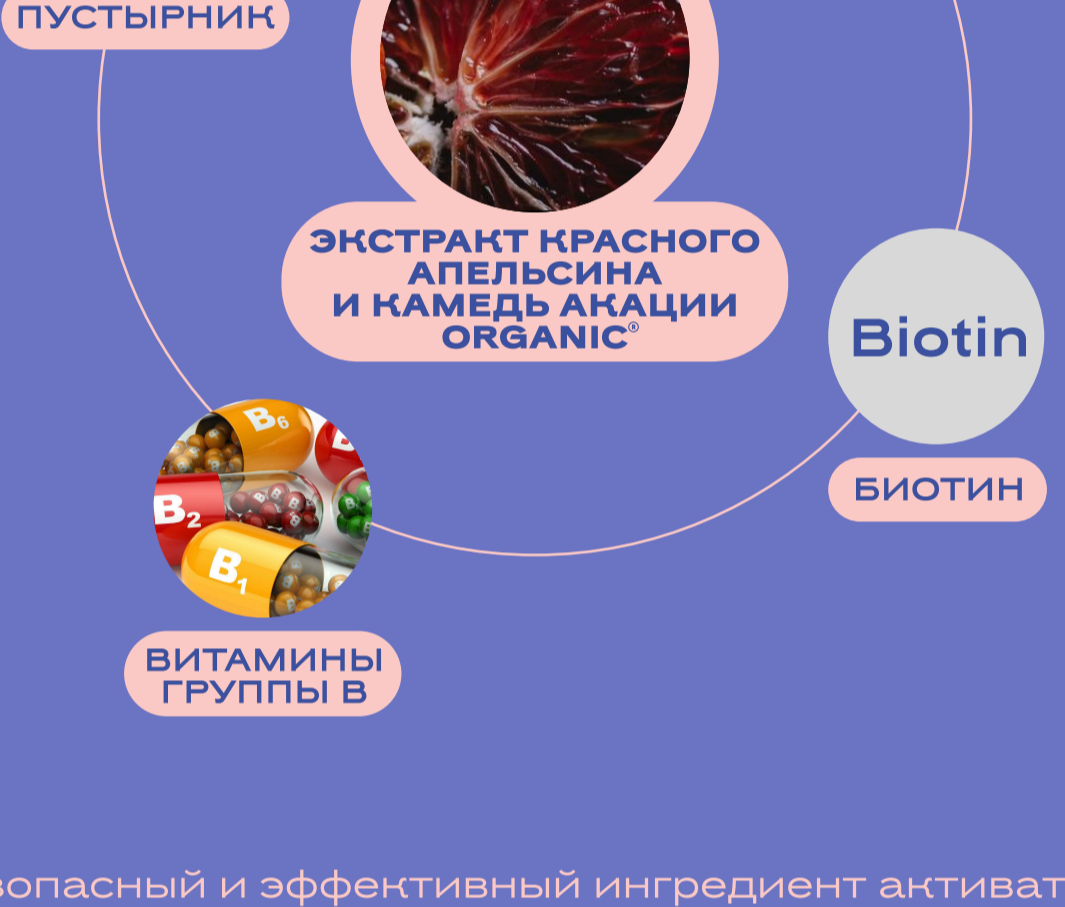 ПУСТЫРНИК
ЭКСТРАКТ КРАСНОГО
АПЕЛЬСИНА
И КАМЕДЬ АКАЦИИ
ORGANIC®
Biotin
БИОТИН
B6
B2
B1
ВИТАМИНЫ
ГРУППЫ В
зопасный и эффективный ингредиент активат